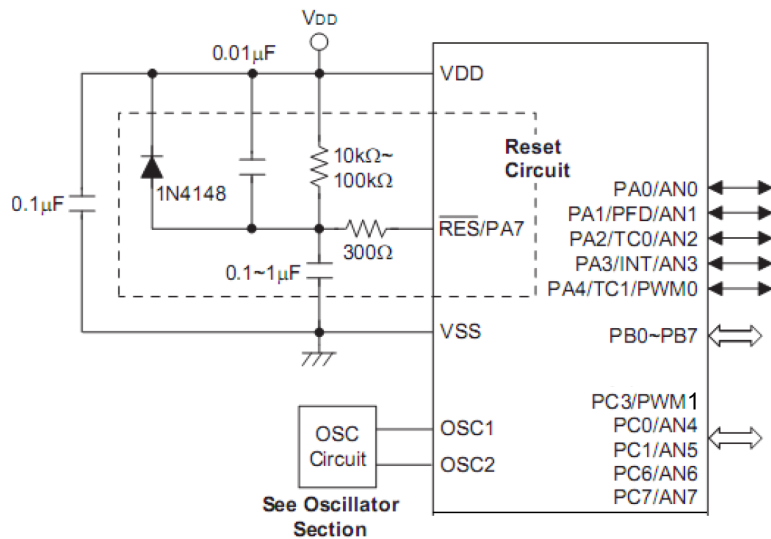 VDD
0.01μF
VDD
Reset
Circuit
10kΩ~
100kΩ
1N4148
0.1μF
RES/PA7
300Ω
0.1~1μF
VSS
PA0/AN0
PA1/PFD/AN1
PA2/TC0/AN2
PA3/INT/AN3
PA4/TC1/PWM0
PB0~PB7
PC3/PWM1
PC0/AN4
PC1/AN5
PC6/AN6
PC7/AN7
OSC
Circuit
OSC1
OSC2
See Oscillator
Section